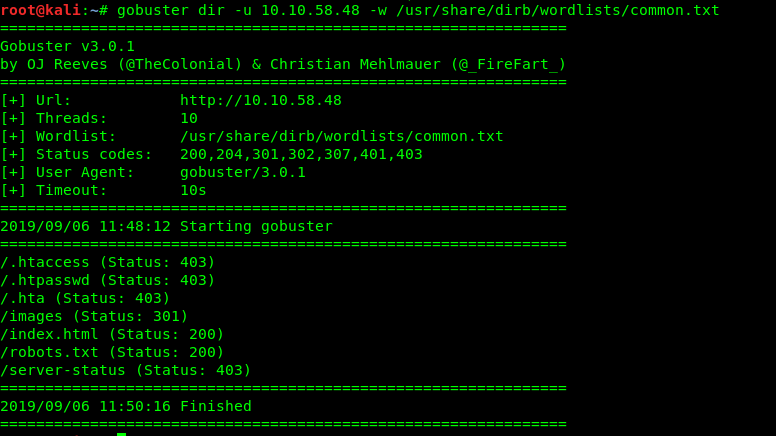 root@kali:~# gobuster dir -u 10.10.58.48 -w /usr/share/dirb/wordlists/common.txt
===============================================================
Gobuster v3.0.1
by OJ Reeves (@TheColonial) & Christian Mehlmauer (@_FireFart_)
===============================================================
[+] Url:            http://10.10.58.48
[+] Threads:        10
[+] Wordlist:       /usr/share/dirb/wordlists/common.txt
[+] Status codes:   200,204,301,302,307,401,403
[+] User Agent:     gobuster/3.0.1
[+] Timeout:        10s
===============================================================
2019/09/06 11:48:12 Starting gobuster
===============================================================
/.htaccess (Status: 403)
/.htpasswd (Status: 403)
/.hta (Status: 403)
/images (Status: 301)
/index.html (Status: 200)
/robots.txt (Status: 200)
/server-status (Status: 403)
===============================================================
2019/09/06 11:50:16 Finished
===============================================================